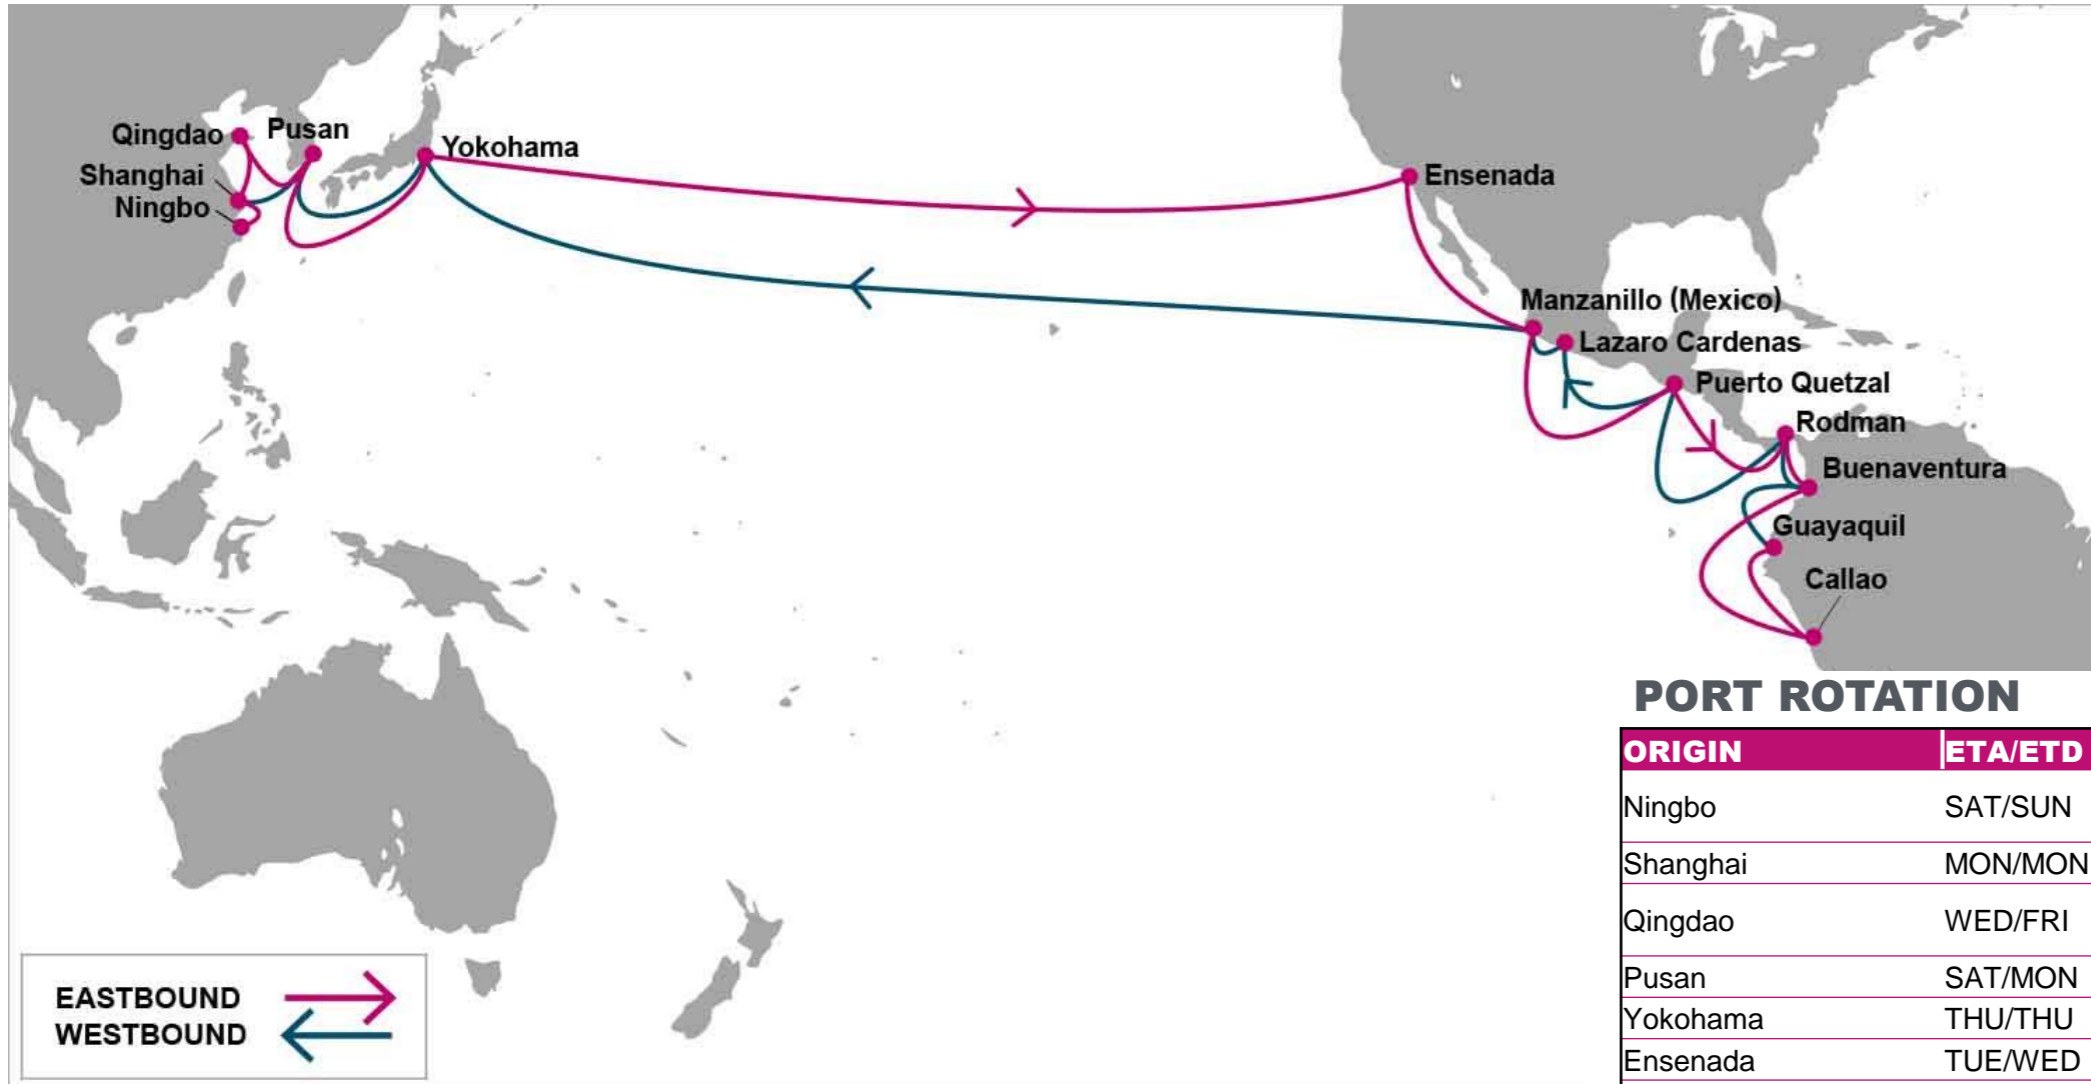 Qingdao
Pusan
Yokohama
Shanghai
Ningbo
Ensenada
Manzanillo (Mexico)
Lazaro Cardenas
Puerto Quetzal
Rodman
Buenaventura
Guayaquil
Callao
EASTBOUND
WESTBOUND
PORT ROTATION
ORIGIN ETA/ETD
Ningbo SAT/SUN
Shanghai MON/MON
Qingdao WED/FRI
Pusan SAT/MON
Yokohama THU/THU
Ensenada TUE/WED